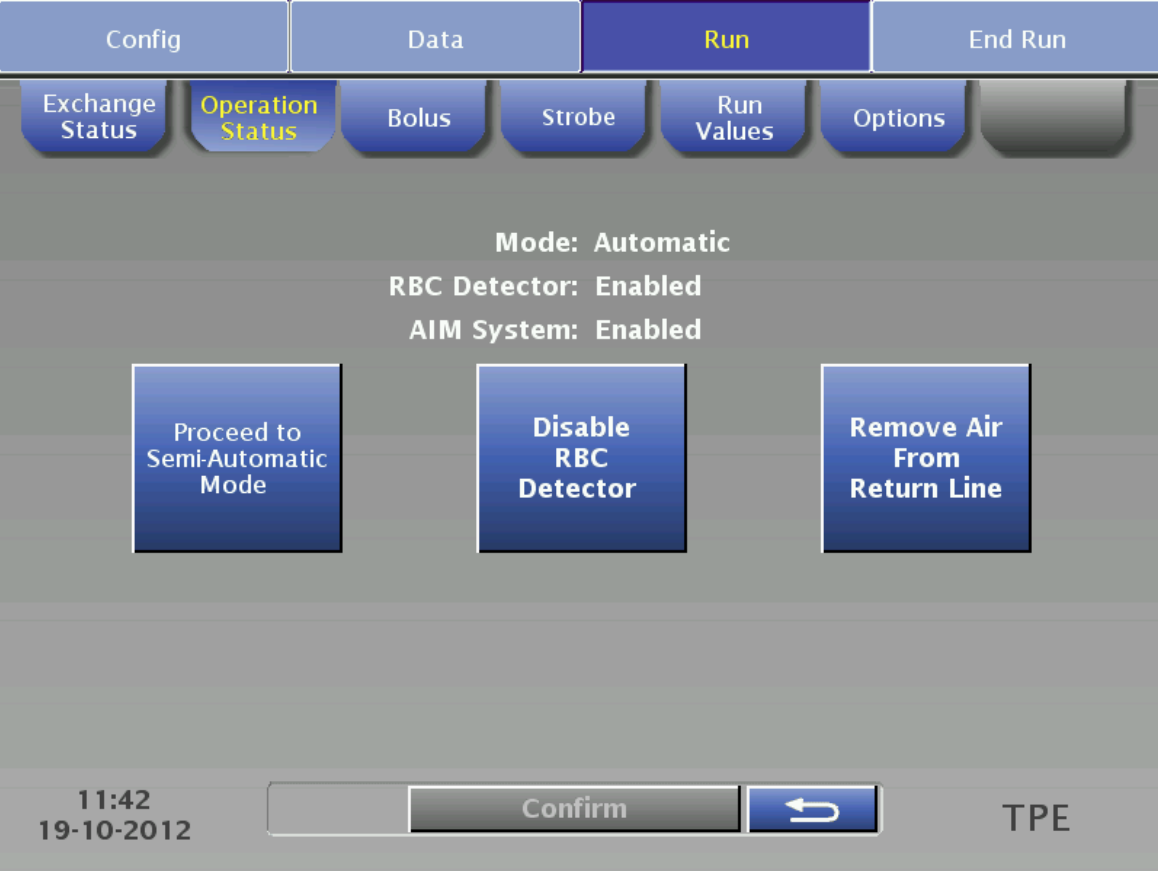 Config
Data
Run
End Run
Exchange
Status
Operation
Status
Bolus
Strobe
Run
Values
Options
Mode: Automatic
RBC Detector: Enabled
AIM System: Enabled
Proceed to
Semi-Automatic
Mode
Disable
RBC
Detector
Remove Air
From
Return Line
11:42
19-10-2012
Confirm
TPE